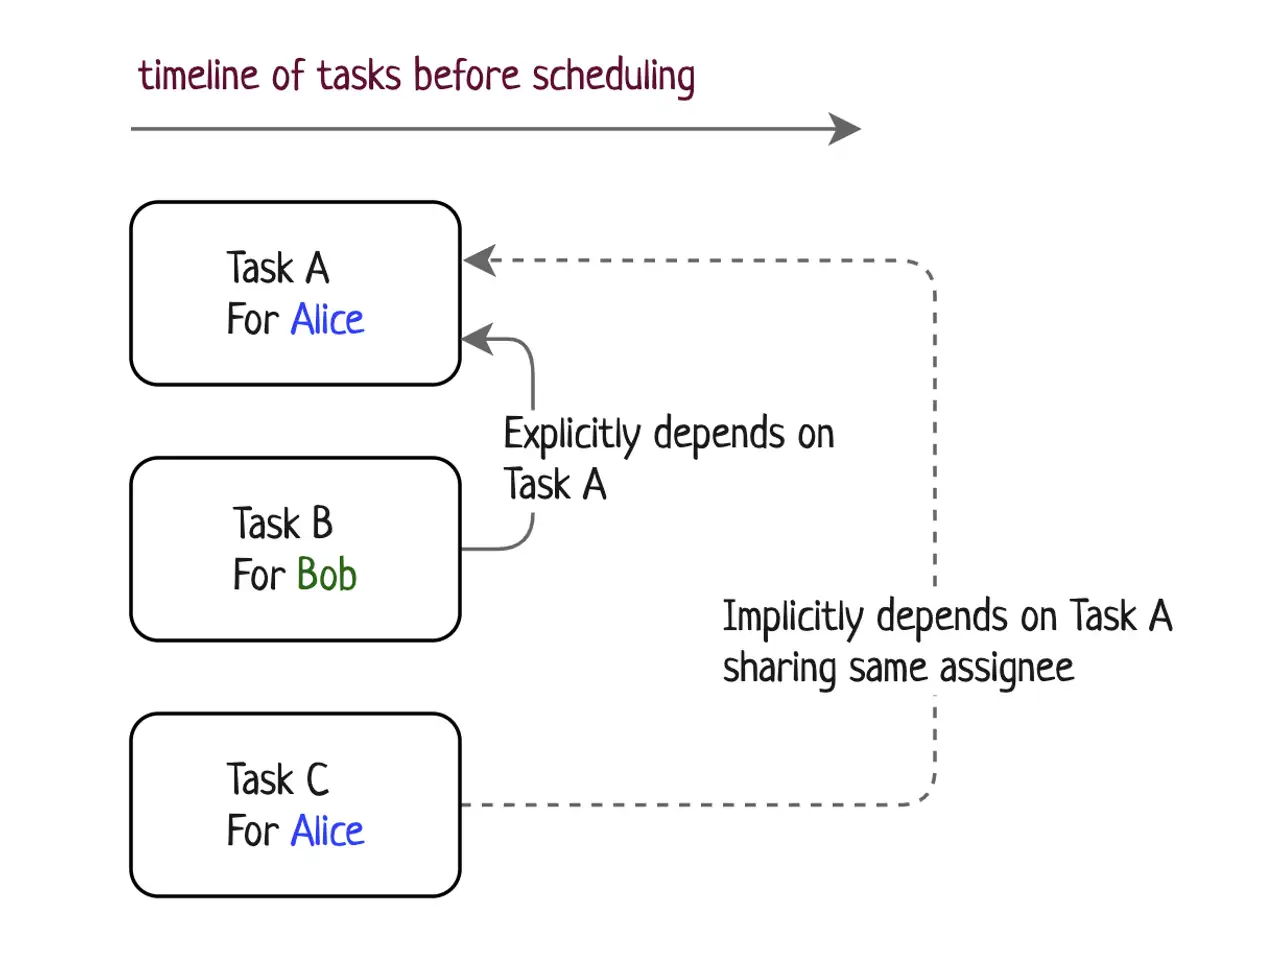 timeline of tasks before scheduling
Task A
For Alice
Explicitly depends on
Task A
Task B
For Bob
Implicitly depends on Task A
sharing same assignee
Task C
For Alice